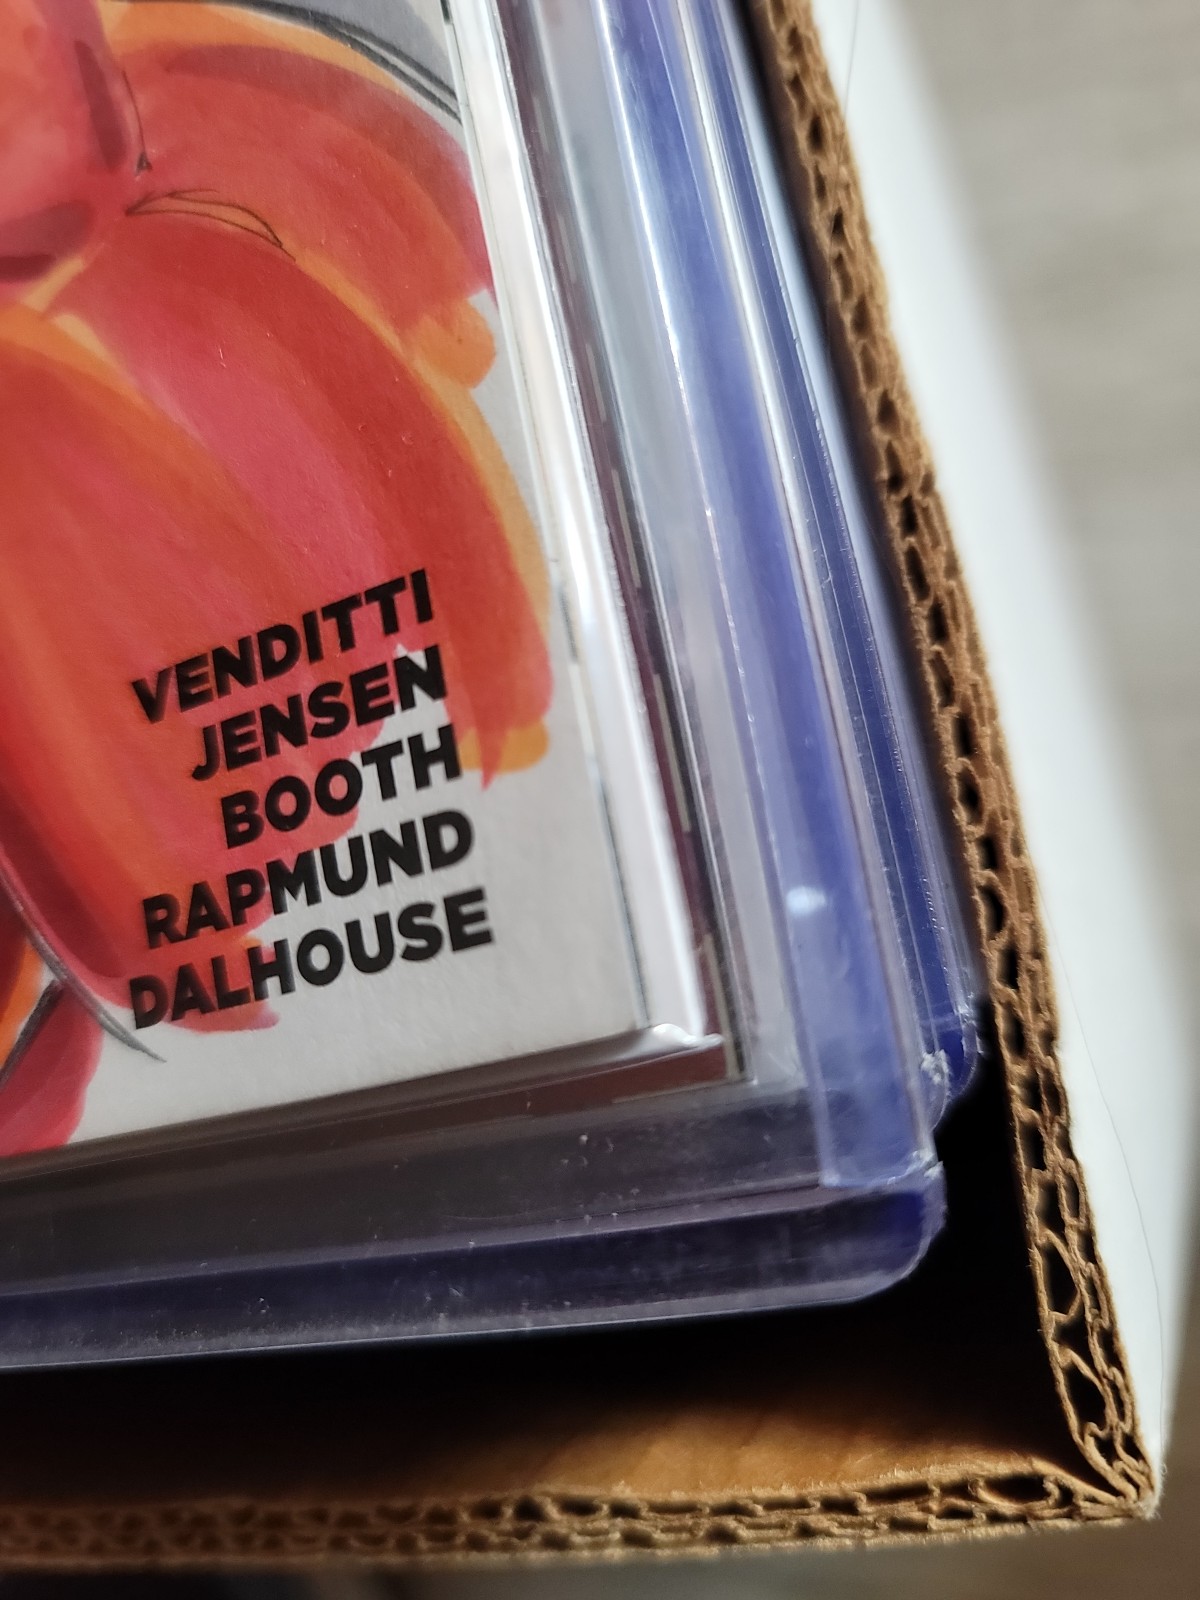 VENDITTI
JENSEN
BOOTH
RAPMUND
DALHOUSE